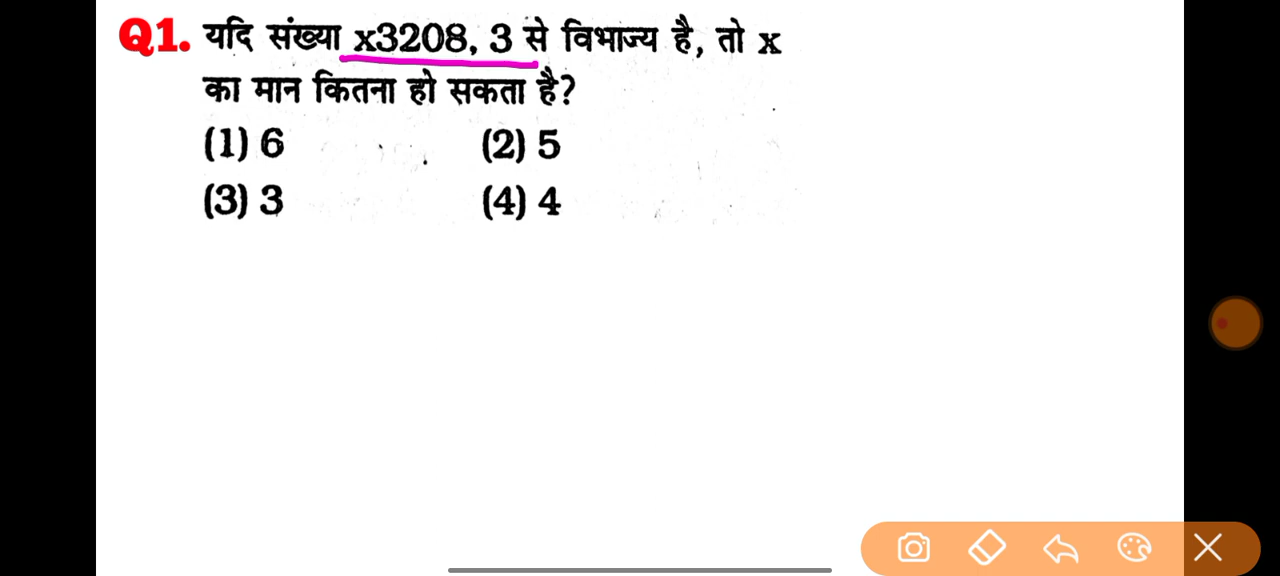 Q1. यदि संख्या x3208, 3 से विभाज्य है, तो x
का मान कितना हो सकता है?
(1) 6 (2) 5
(3) 3 (4) 4